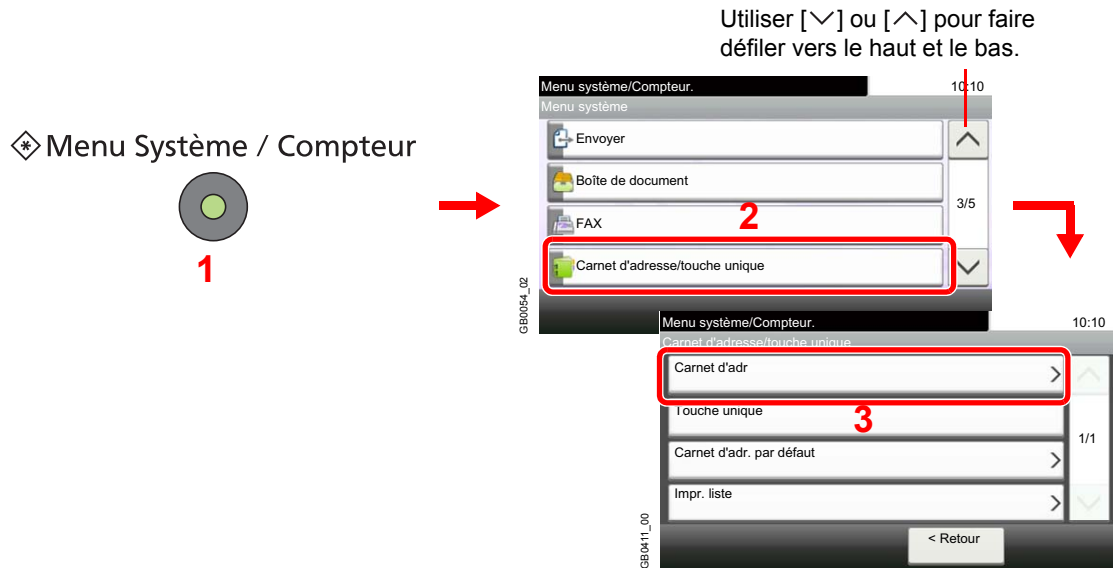 Utiliser [∨] ou [∧] pour faire
défiler vers le haut et le bas.
Menu Système / Compteur
1
Menu système/Compteur.
10:10
Menu système
Envoyer
Boîte de document
3/5
FAX
2
Carnet d'adresse/touche unique
GB0054_02
Menu système/Compteur.
10:10
Carnet d'adresse/touche unique
Carnet d'adr
Touche unique
3
1/1
Carnet d'adr. par défaut
Impr. liste
< Retour
GB0411_00